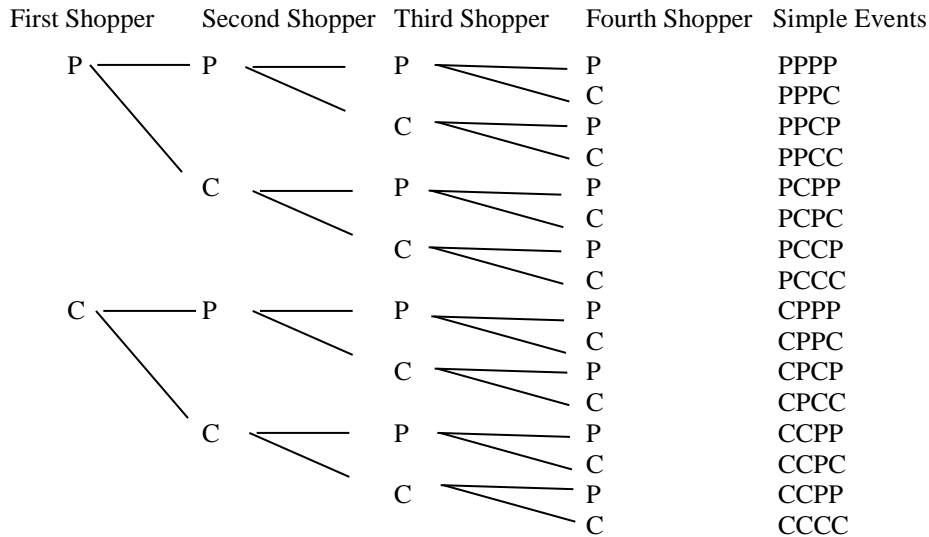 First Shopper Second Shopper Third Shopper Fourth Shopper Simple Events
P P P P PPPP
C PPPC
C P PPCP
C PPCC
C P P PCPP
C PCPC
C P PCCP
C PCCC
C P P P CPPP
C CPPC
C P CPCP
C CPCC
C P P CCPP
C CCPC
C P CCPP
C CCCC